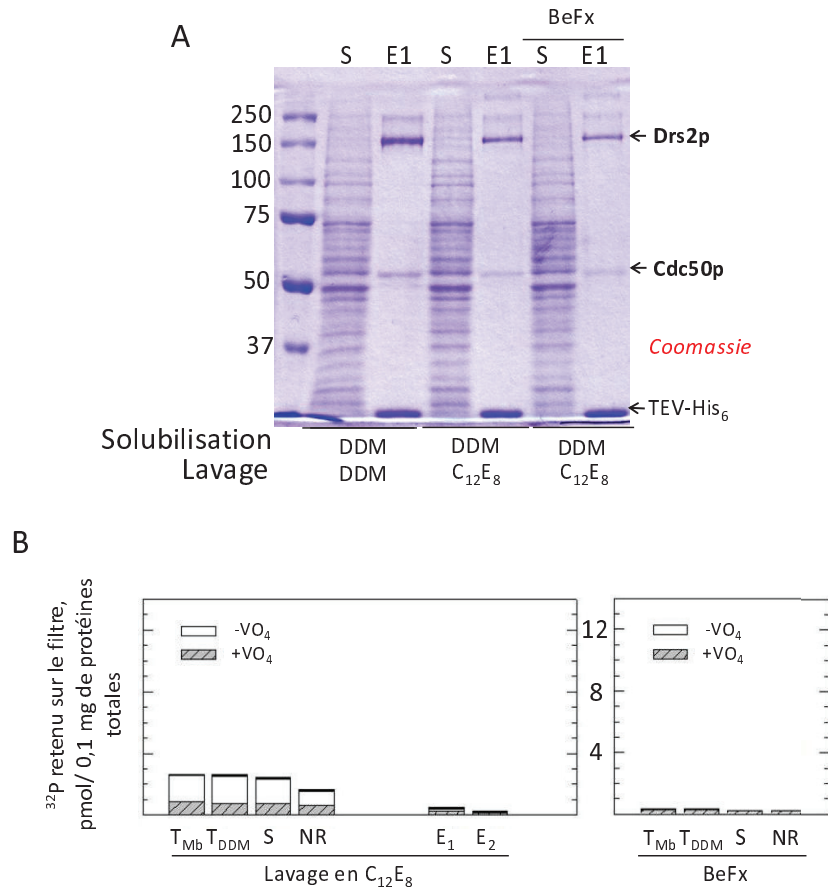 A
BeFx
S E1 S E1 S E1
250
150
100
75
50
37
Drs2p
Cdc50p
Coomassie
TEV-His6
Solubilisation DDM DDM DDM
Lavage DDM C12E8 C12E8
B
32P retenu sur le filtre,
pmol/ 0,1 mg de protéines
totales
-VO4
+VO4
12
8
4
-VO4
+VO4
TMb TDDM S NR E1 E2
Lavage en C12E8
TMb TDDM S NR
BeFx